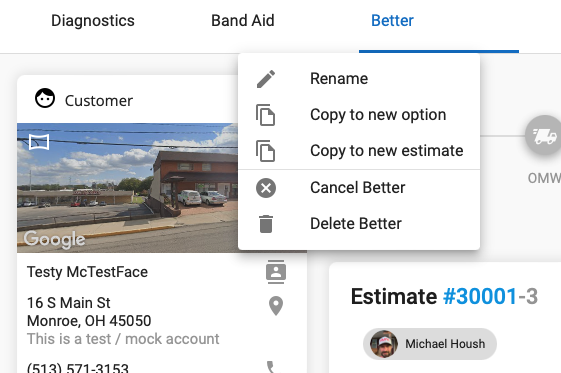 Diagnostics
Band Aid
Better
Rename
Copy to new option
Copy to new estimate
Cancel Better
Delete Better
Customer
Google
OMW
Testy McTestFace
16 S Main St
Monroe, OH 45050
This is a test / mock account
(513) 571-3153
Estimate #30001-3
Michael Housh